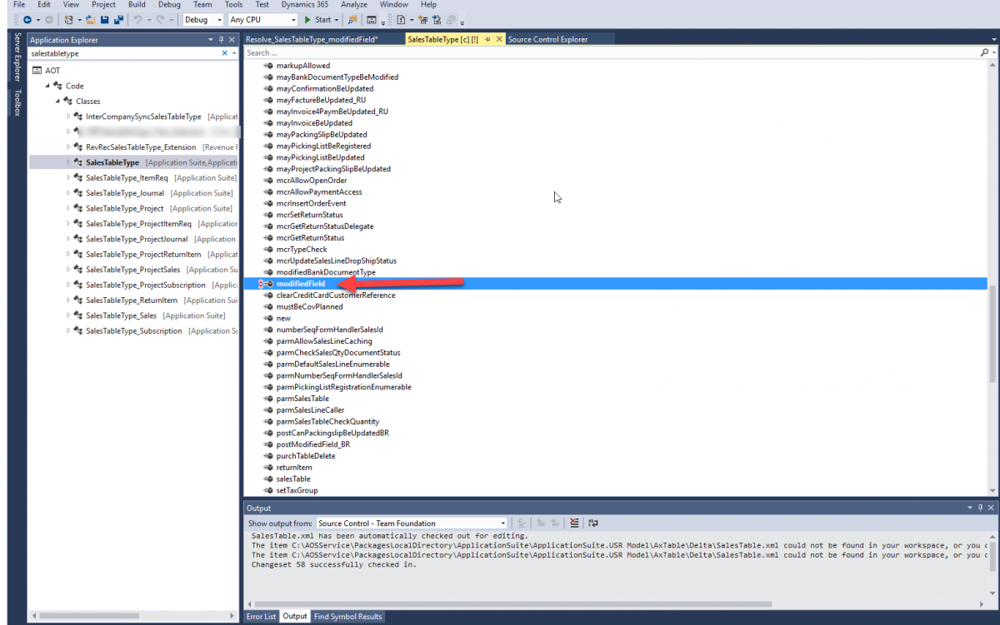 File Edit View Project Build Debug Team Tools Test Dynamics 365 Analyze Window Help
Debug Any CPU Start
Server Explorer
Toolbox
Application Explorer
salestabletype
AOT
Code
Classes
InterCompanySyncSalesTableType [Applicat
RevRecSalesTableType_Extension [Revenue R
SalesTableType [Application Suite,Applicati
SalesTableType_ItemReq [Application Suite]
SalesTableType_Journal [Application Suite]
SalesTableType_Project [Application Suite]
SalesTableType_ProjectItemReq [Application
SalesTableType_ProjectJournal [Application
SalesTableType_ProjectReturnItem [Applicat
SalesTableType_ProjectSales [Application Su
SalesTableType_ProjectSubscription [Applic
SalesTableType_ReturnItem [Application Sui
SalesTableType_Sales [Application Suite]
SalesTableType_Subscription [Application Su
Resolve_SalesTableType_modifiedField* SalesTableType [c] [!] Source Control Explorer
Search ...
markupAllowed
mayBankDocumentTypeBeModified
mayConfirmationBeUpdated
mayFactureBeUpdated_RU
mayInvoice4PaymBeUpdated_RU
mayInvoiceBeUpdated
mayPackingSlipBeUpdated
mayPickingListBeRegistered
mayPickingListBeUpdated
mayProjectPackingSlipBeUpdated
mcrAllowOpenOrder
mcrAllowPaymentAccess
mcrInsertOrderEvent
mcrSetReturnStatus
mcrGetReturnStatusDelegate
mcrGetReturnStatus
mcrTypeCheck
mcrUpdateSalesLineDropShipStatus
modifiedBankDocumentType
modifiedField
clearCreditCardCustomerReference
mustBeCovPlanned
new
numberSeqFormHandlerSalesId
parmAllowSalesLineCaching
parmCheckSalesQtyDocumentStatus
parmDefaultSalesLineEnumerable
parmNumberSeqFormHandlerSalesId
parmPickingListRegistrationEnumerable
parmSalesTable
parmSalesLineCaller
parmSalesTableCheckQuantity
postCanPackingslipBeUpdatedBR
postModifiedField_BR
purchTableDelete
returnItem
salesTable
setTaxGroup
Output
Show output from: Source Control - Team Foundation
SalesTable.xml has been automatically checked out for editing.
The item C:\AOSService\PackagesLocalDirectory\ApplicationSuite\ApplicationSuite.USR Model\AxTable\Delta\SalesTable.xml could not be found in your workspace, or you c
The item C:\AOSService\PackagesLocalDirectory\ApplicationSuite\ApplicationSuite.USR Model\AxTable\Delta\SalesTable.xml could not be found in your workspace, or you c
Changeset 58 successfully checked in.
Error List Output Find Symbol Results